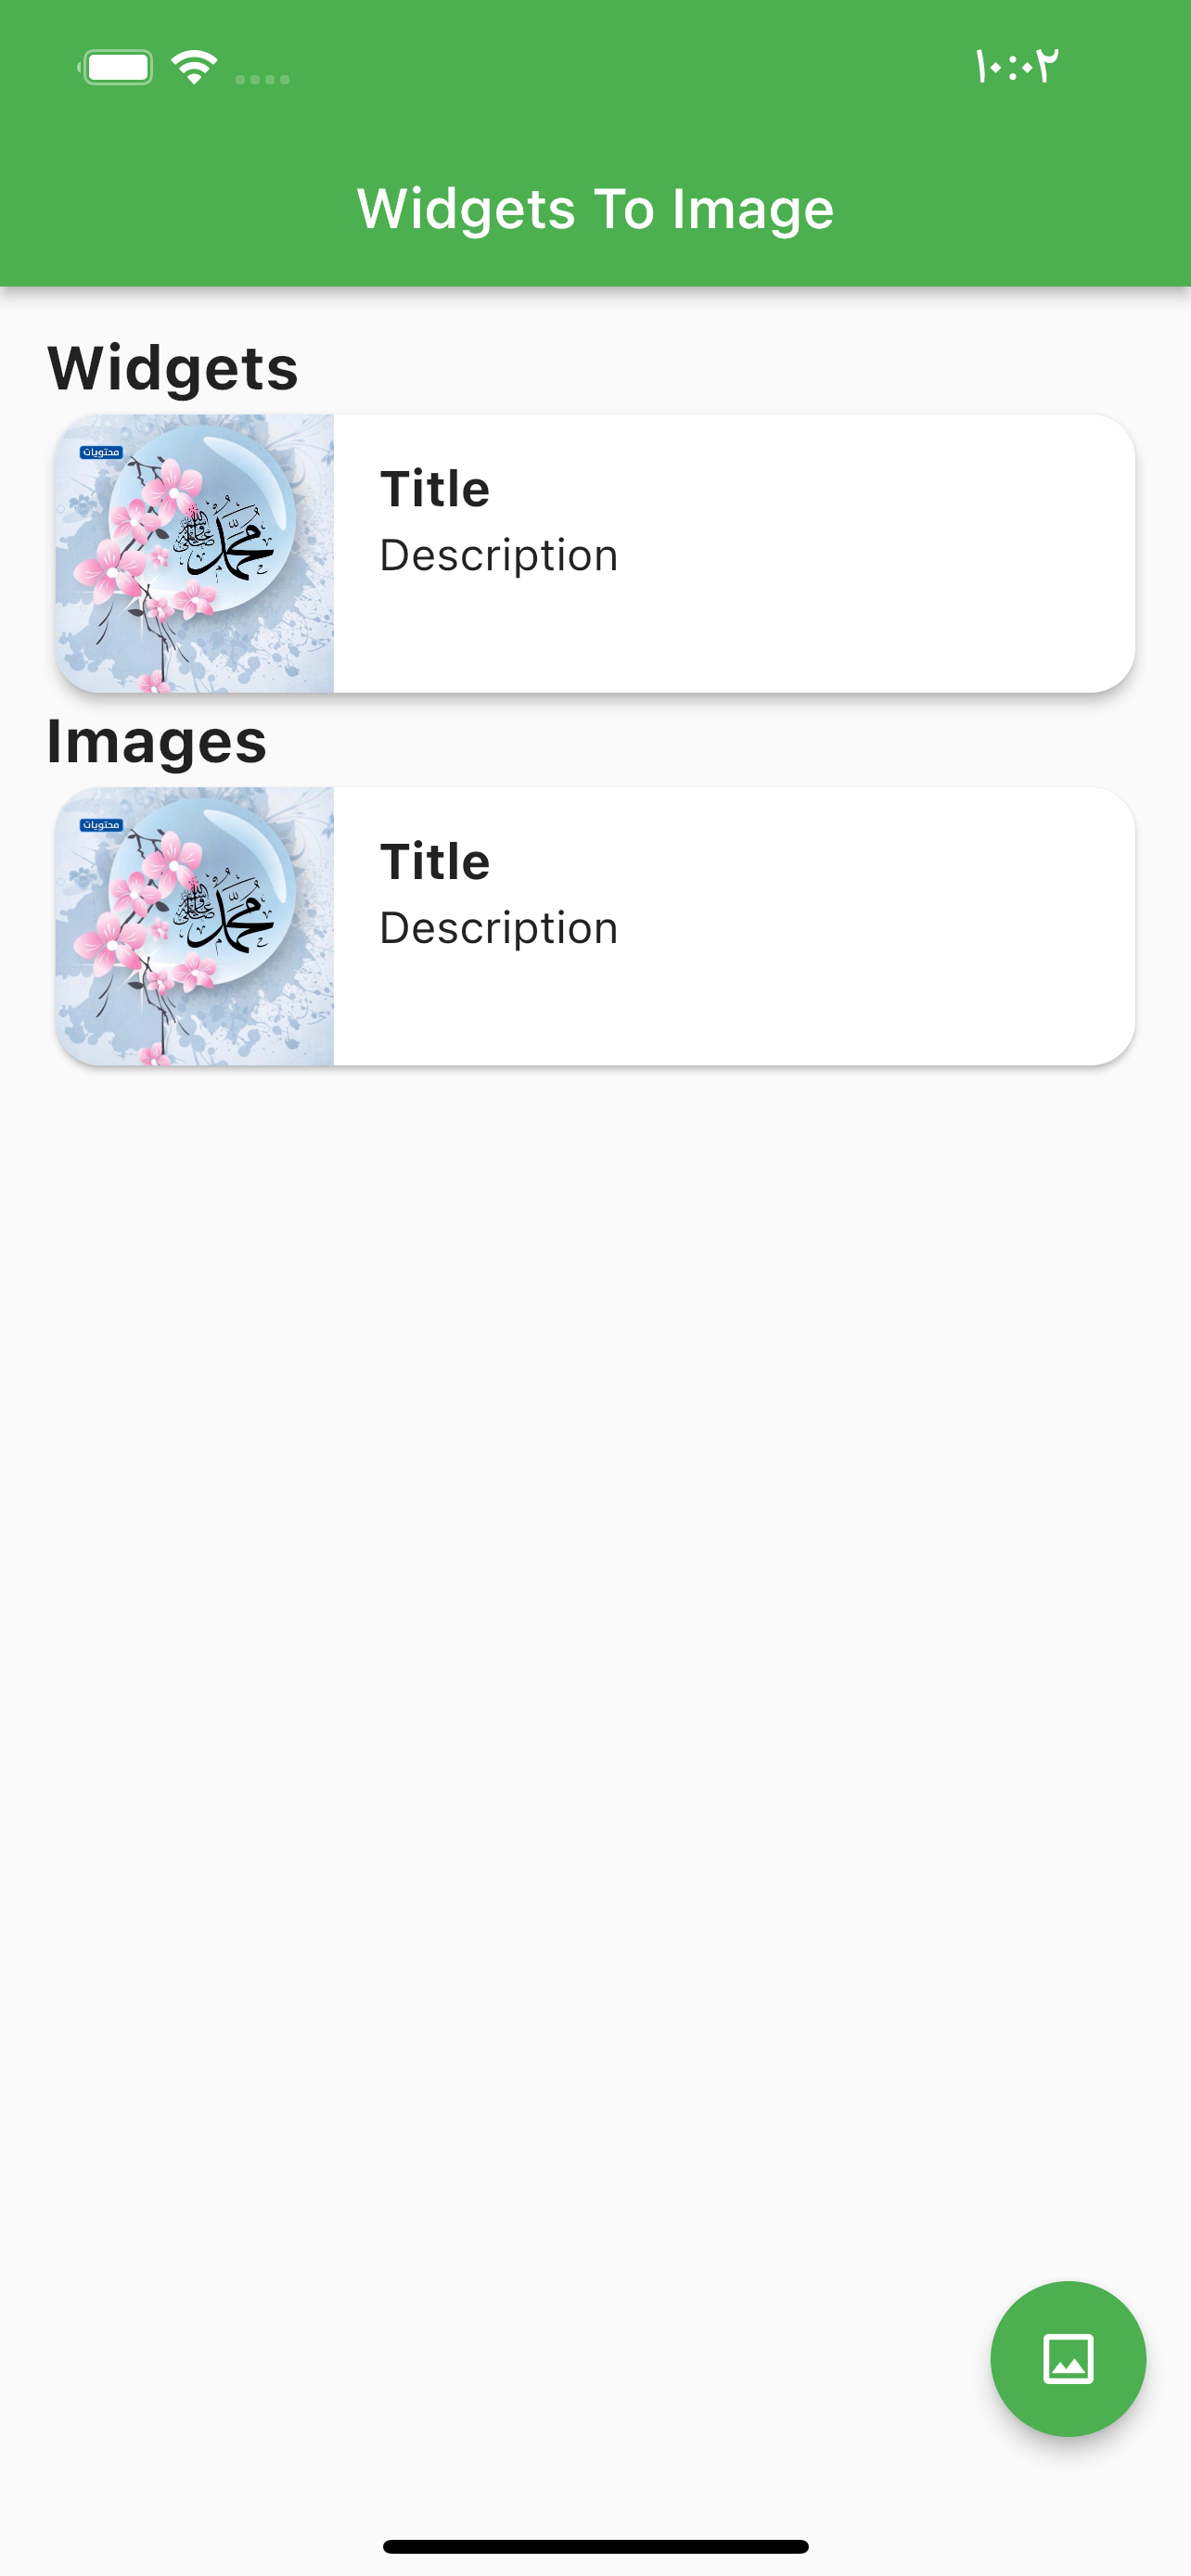 ١٠:٠٢
Widgets To Image
Widgets
محتويات
محمد
صلى الله عليه وسلم
Title
Description
Images
محتويات
محمد
صلى الله عليه وسلم
Title
Description